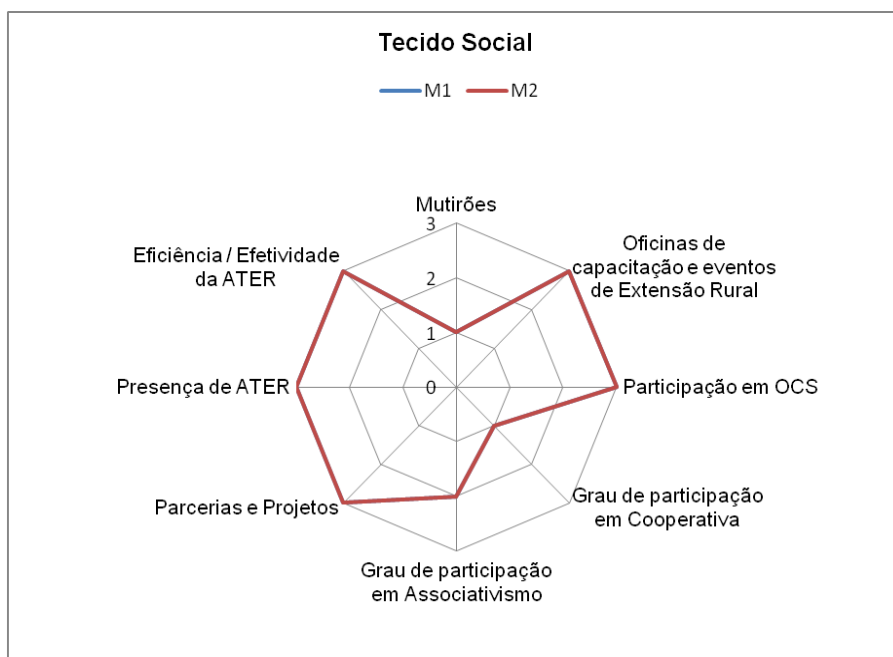 Tecido Social
M1
M2
Mutirões
3
2
1
0
Oficinas de
capacitação e eventos
de Extensão Rural
Participação em OCS
Grau de participação
em Cooperativa
Grau de participação
em Associativismo
Parcerias e Projetos
Presença de ATER
Eficiência / Efetividade
da ATER